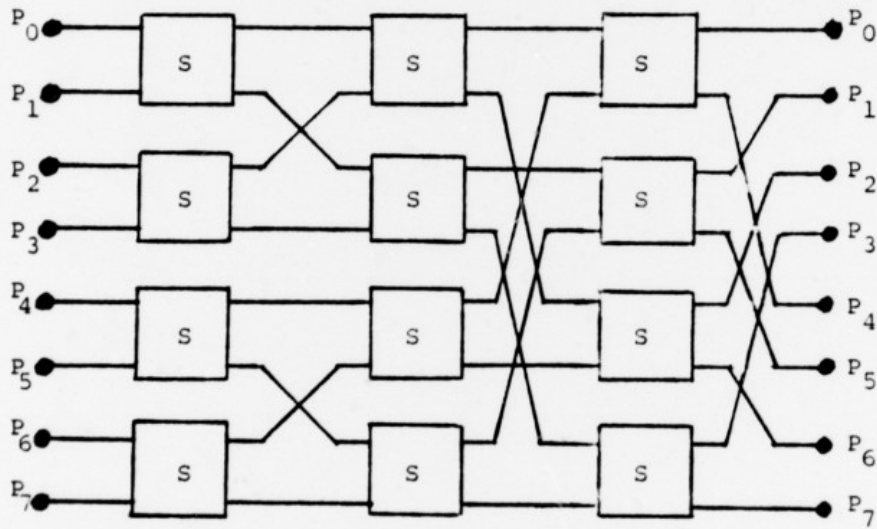 P0 P0
S S S
P1 P1
P2 P2
S S S
P3 P3
P4 P4
S S S
P5 P5
P6 P6
S S S
P7 P7